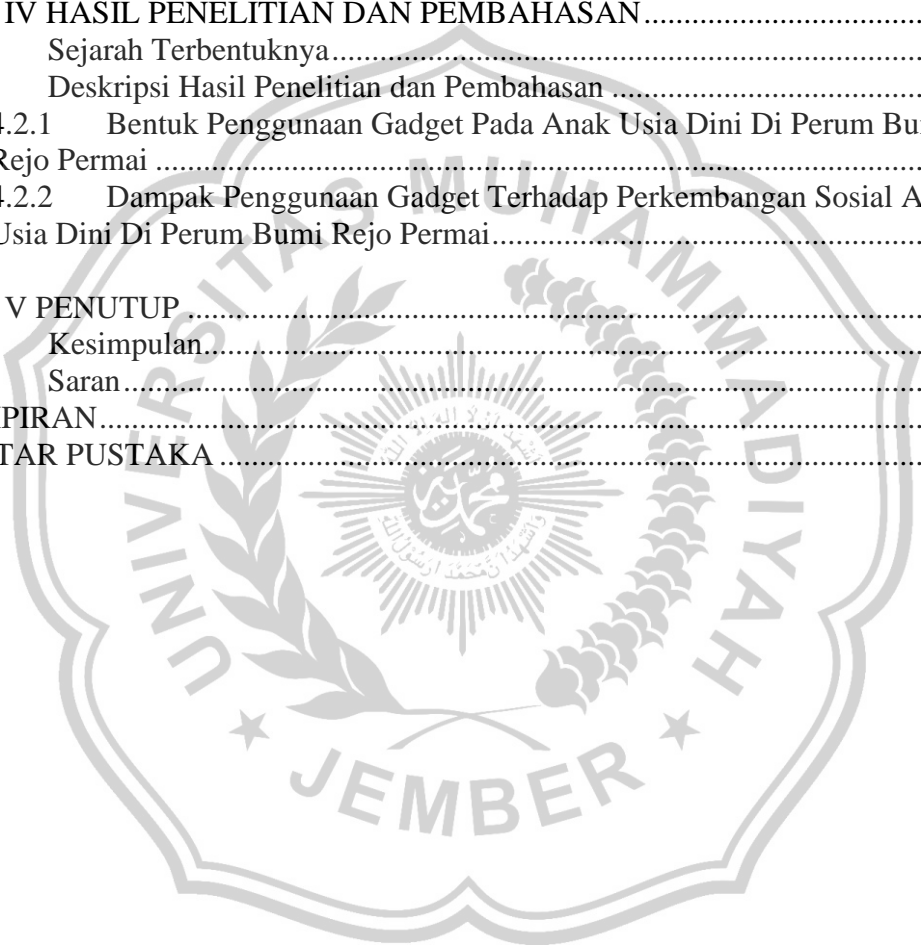 IV HASIL PENELITIAN DAN PEMBAHASAN..........................................
Sejarah Terbentuknya..........................................................................
Deskripsi Hasil Penelitian dan Pembahasan .......................................
4.2.1 Bentuk Penggunaan Gadget Pada Anak Usia Dini Di Perum Bu
Rejo Permai ...................................................................................................
4.2.2 Dampak Penggunaan Gadget Terhadap Perkembangan Sosial A
Usia Dini Di Perum Bumi Rejo Permai.......................................................
V PENUTUP ...............................................................................................
Kesimpulan.........................................................................................
Saran...................................................................................................
PIRAN.........................................................................................................
TAR PUSTAKA ..........................................................................................
UNIVERSITAS MUHAMMADIYAH
JEMBER